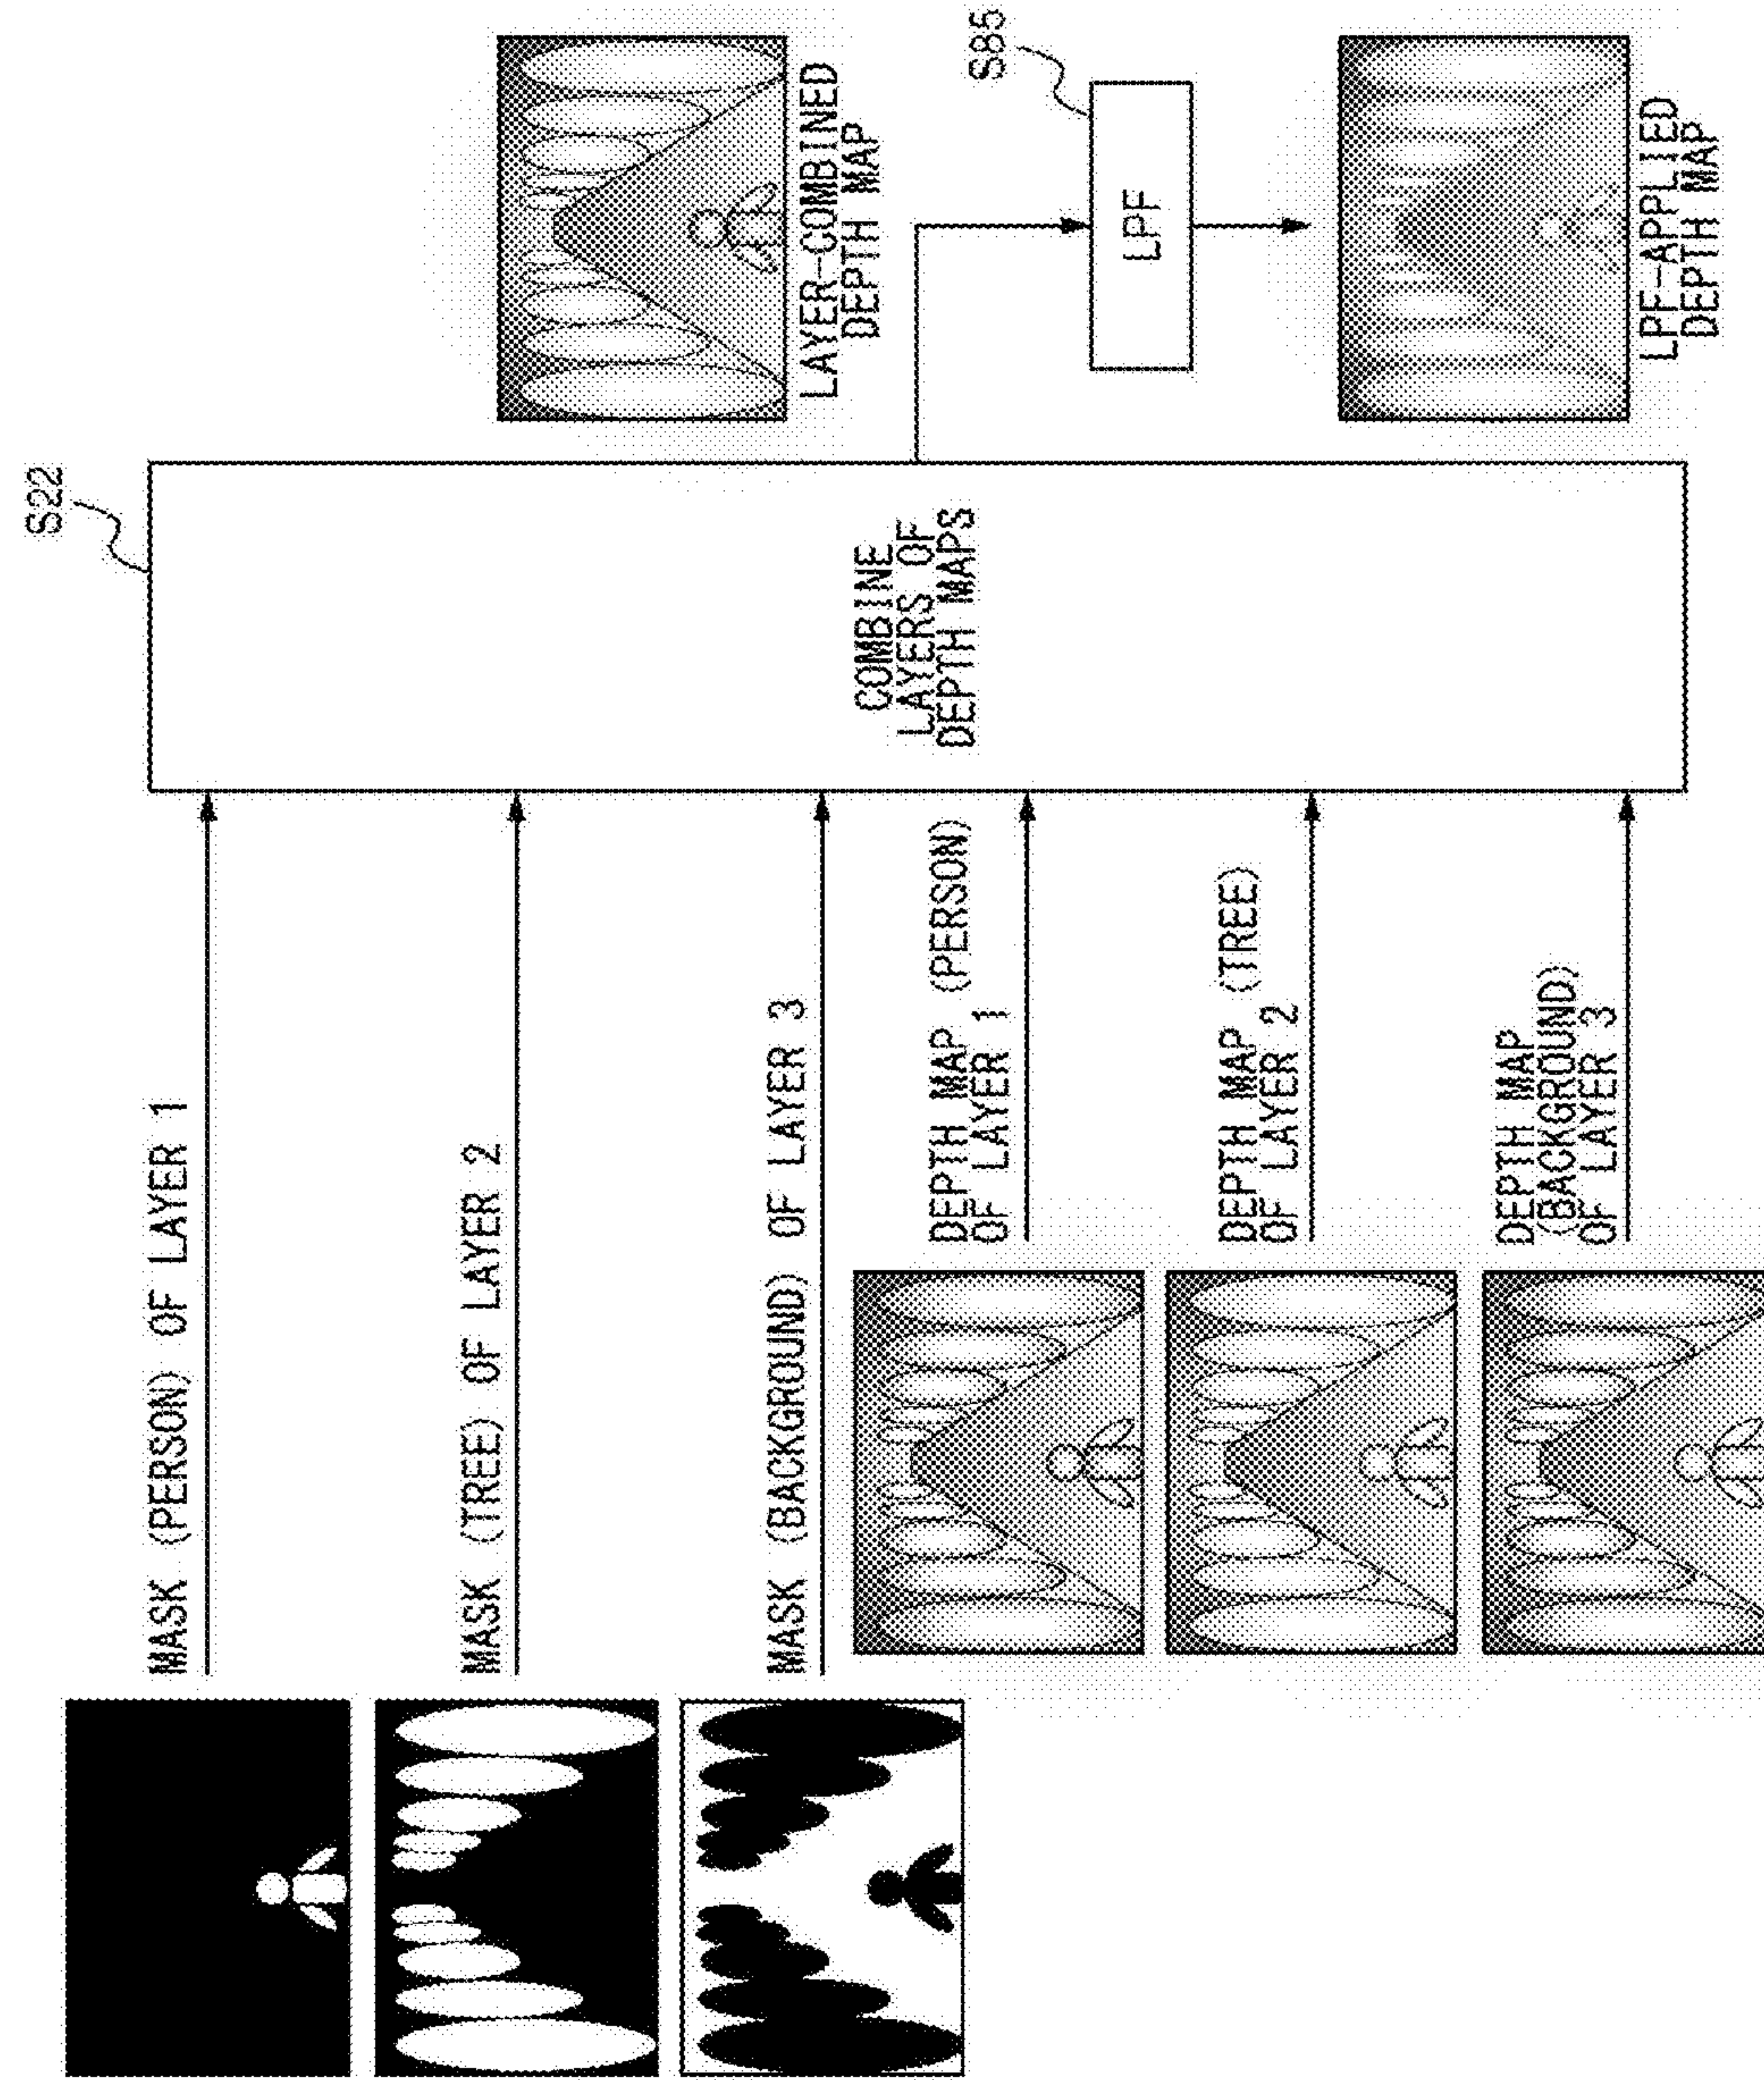 MASK (PERSON) OF LAYER 1
MASK (TREE) OF LAYER 2
MASK (BACKGROUND) OF LAYER 3
DEPTH MAP (PERSON)
OF LAYER 1
DEPTH MAP (TREE)
OF LAYER 2
DEPTH MAP
(BACKGROUND)
OF LAYER 3
S22
COMBINE
LAYERS OF
DEPTH MAPS
LAYER-COMBINED
DEPTH MAP
S85
LPF
LPF-APPLIED
DEPTH MAP